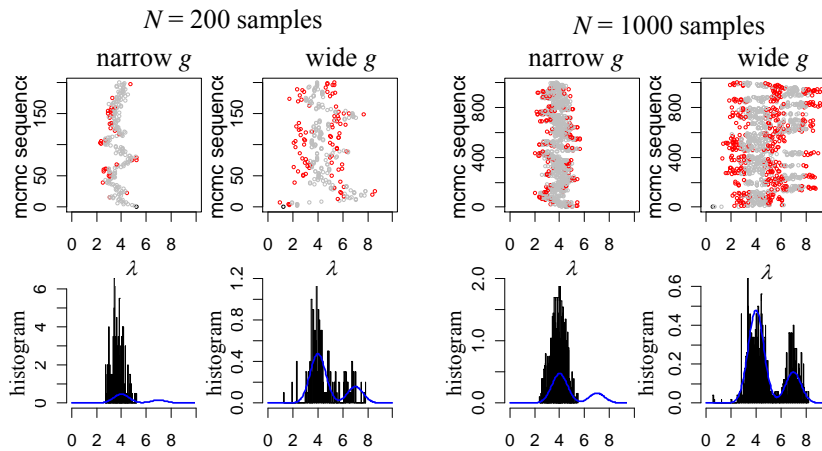 N = 200 samples
N = 1000 samples
narrow g
wide g
narrow g
wide g
mcmc sequence
0 50 150
mcmc sequence
0 50 100 150
mcmc sequence
0 400 800
mcmc sequence
0 400 800
0 2 4 6 8
0 2 4 6 8
0 2 4 6 8
0 2 4 6 8
λ
λ
λ
λ
histogram
0 2 4 6
histogram
0.0 0.4 0.8 1.2
histogram
0.0 1.0 2.0
histogram
0.0 0.2 0.4 0.6
0 2 4 6 8
0 2 4 6 8
0 2 4 6 8
0 2 4 6 8